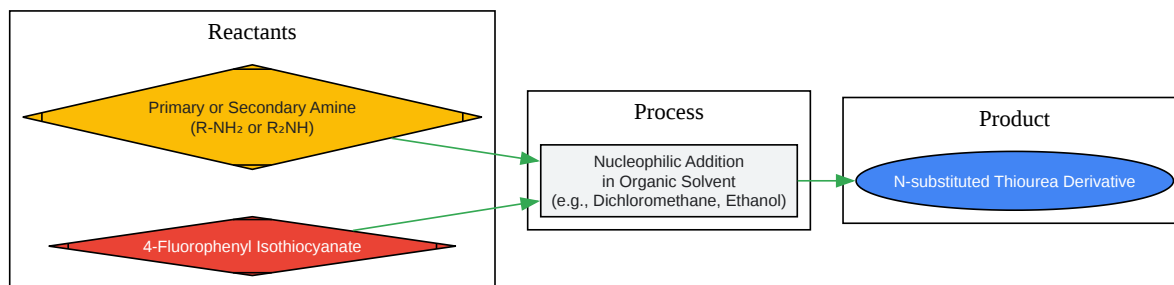 Reactants
Primary or Secondary Amine
(R-NH₂ or R₂NH)
4-Fluorophenyl Isothiocyanate
Process
Nucleophilic Addition
in Organic Solvent
(e.g., Dichloromethane, Ethanol)
Product
N-substituted Thiourea Derivative